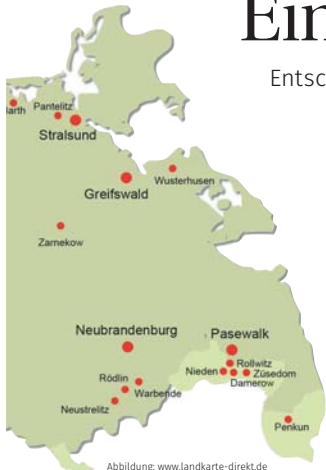 Ein
Entsc
arth
Pantelitz
Stralsund
Greifswald
Wusterhusen
Zarnekow
Neubrandenburg
Pasewalk
Rollwitz
Nieden
Züsedom
Damerow
Rödlin
Warbende
Neustrelitz
Penkun
Abbildung: www.landkarte-direkt.de